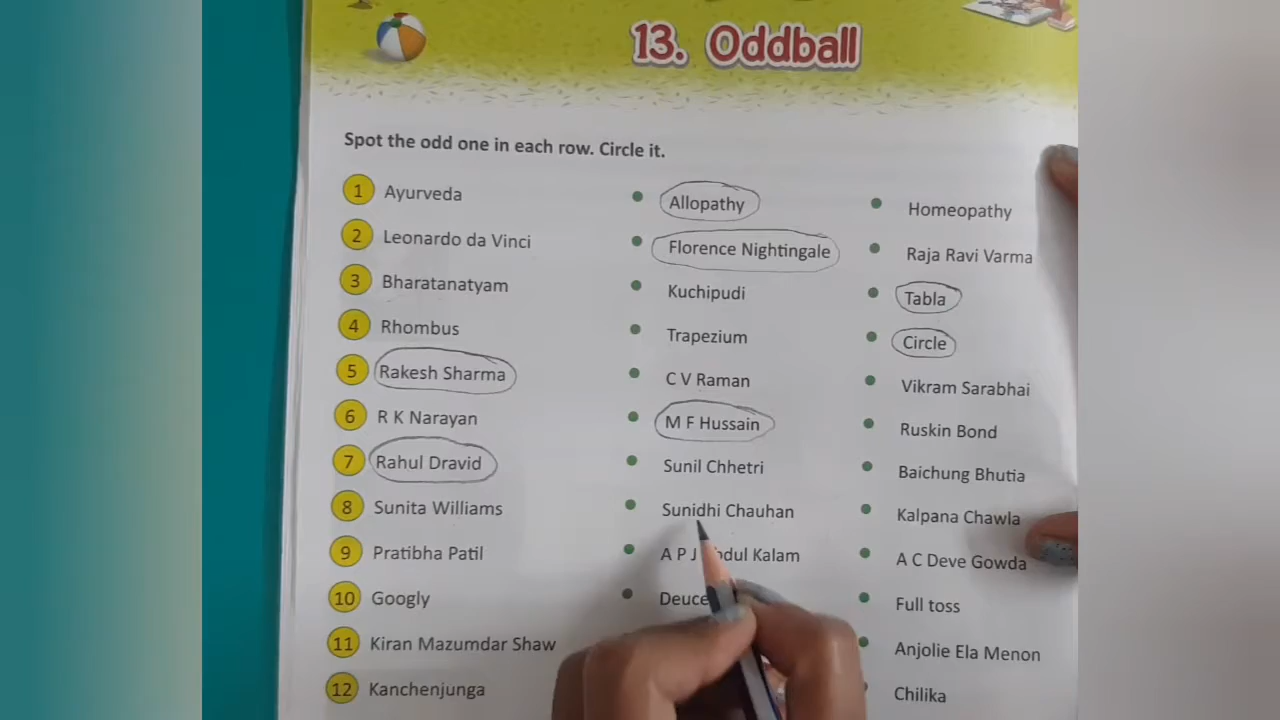 13. Oddball
Spot the odd one in each row. Circle it.
1 Ayurveda • Allopathy • Homeopathy
2 Leonardo da Vinci • Florence Nightingale • Raja Ravi Varma
3 Bharatanatyam • Kuchipudi • Tabla
4 Rhombus • Trapezium • Circle
5 Rakesh Sharma • C V Raman • Vikram Sarabhai
6 R K Narayan • M F Hussain • Ruskin Bond
7 Rahul Dravid • Sunil Chhetri • Baichung Bhutia
8 Sunita Williams • Sunidhi Chauhan • Kalpana Chawla
9 Pratibha Patil • A P J Abdul Kalam • A C Deve Gowda
10 Googly • Deuce • Full toss
11 Kiran Mazumdar Shaw • Anjolie Ela Menon
12 Kanchenjunga • Chilika